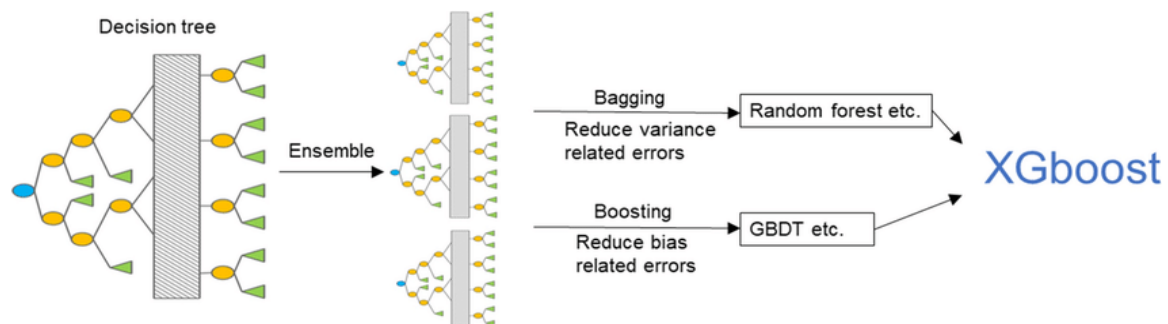 Decision tree
Ensemble
Bagging
Reduce variance
related errors
Random forest etc.
Boosting
Reduce bias
related errors
GBDT etc.
XGboost